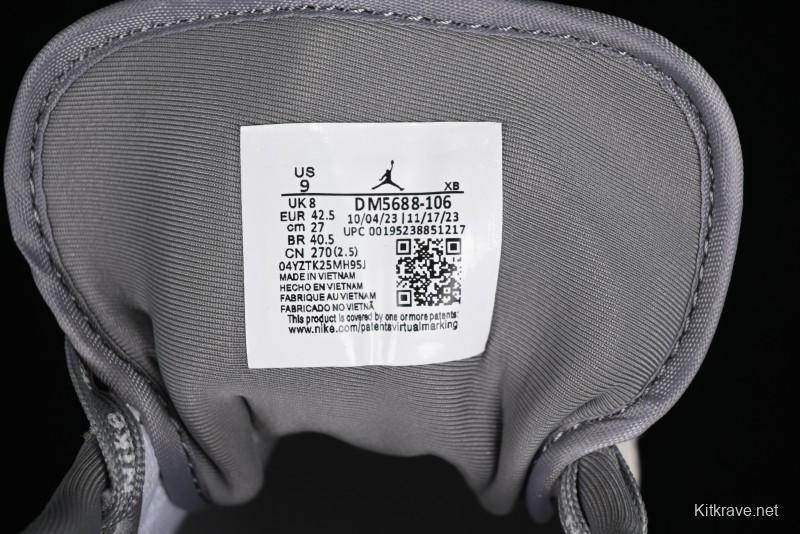 US
9
XB
UK 8
EUR 42.5
cm 27
BR 40.5
CN 270(2.5)
04YZTK25MH95J
DM5688-106
10/04/23 | 11/17/23
UPC 00195238851217
MADE IN VIETNAM
HECHO EN VIETNAM
FABRIQUE AU VIETNAM
FABRICADO NO VIETNÃ
This product is covered by one or more patents:
www.nike.com/patentsvirtualmarking
Nike
Kitkrave.net